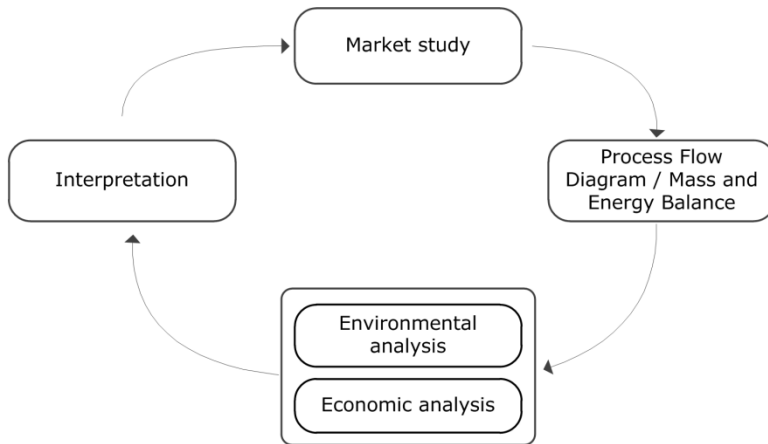 Market study
Interpretation
Process Flow
Diagram / Mass and
Energy Balance
Environmental
analysis
Economic analysis